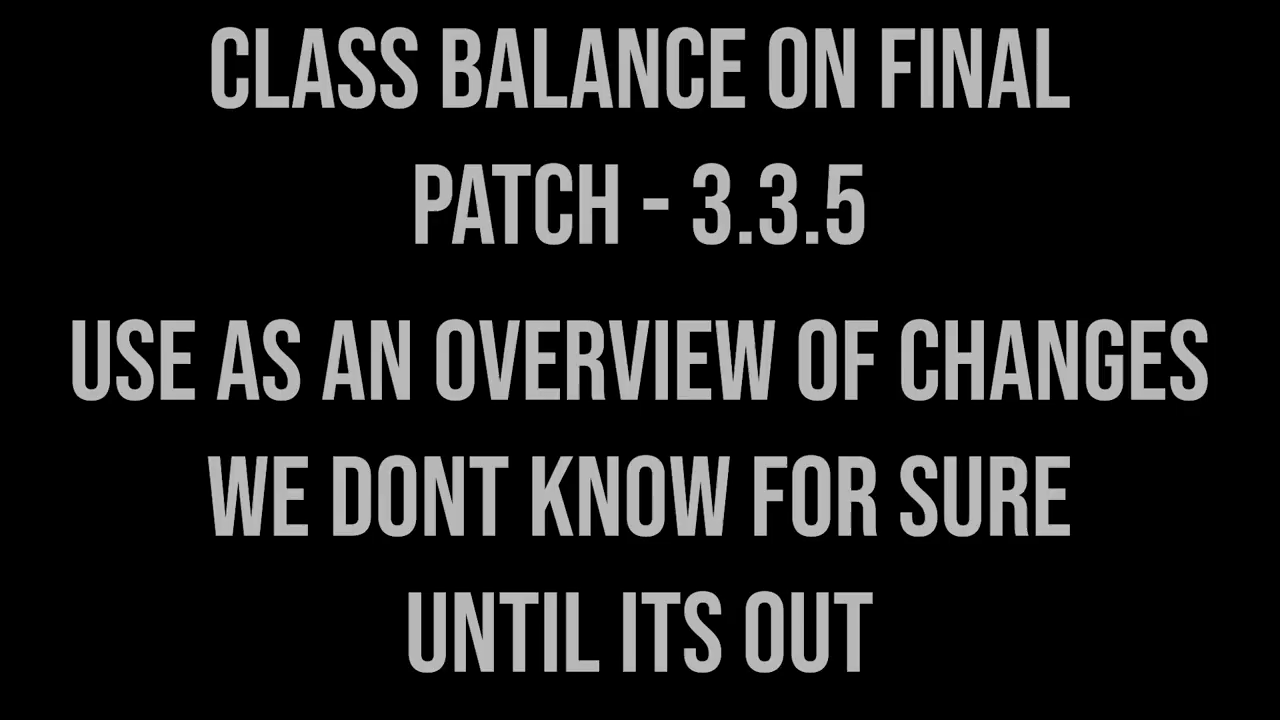 CLASS BALANCE ON FINAL
PATCH - 3.3.5
USE AS AN OVERVIEW OF CHANGES
WE DONT KNOW FOR SURE
UNTIL ITS OUT